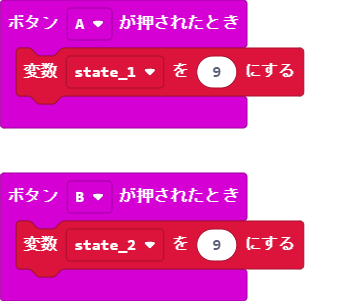 ボタン A が押されたとき
変数 state_1 を 9 にする
ボタン B が押されたとき
変数 state_2 を 9 にする